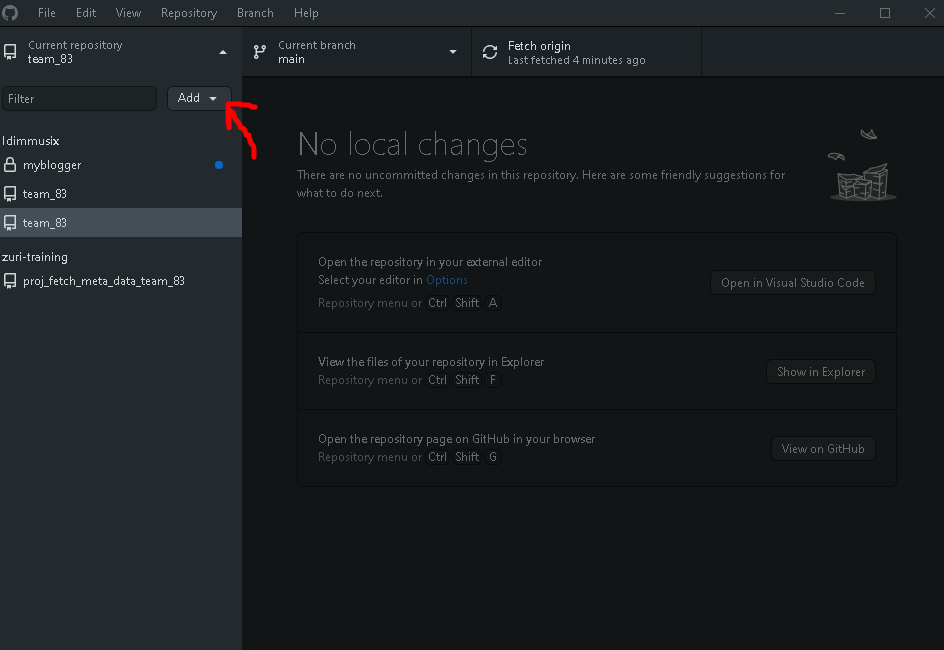 File Edit View Repository Branch Help
Current repository
team_83
Current branch
main
Fetch origin
Last fetched 4 minutes ago
Filter
Add
Idimmusix
myblogger
team_83
team_83
zuri-training
proj_fetch_meta_data_team_83
No local changes
There are no uncommitted changes in this repository. Here are some friendly suggestions for
what to do next.
Open the repository in your external editor
Select your editor in Options
Repository menu or Ctrl Shift A
Open in Visual Studio Code
View the files of your repository in Explorer
Repository menu or Ctrl Shift F
Show in Explorer
Open the repository page on GitHub in your browser
Repository menu or Ctrl Shift G
View on GitHub